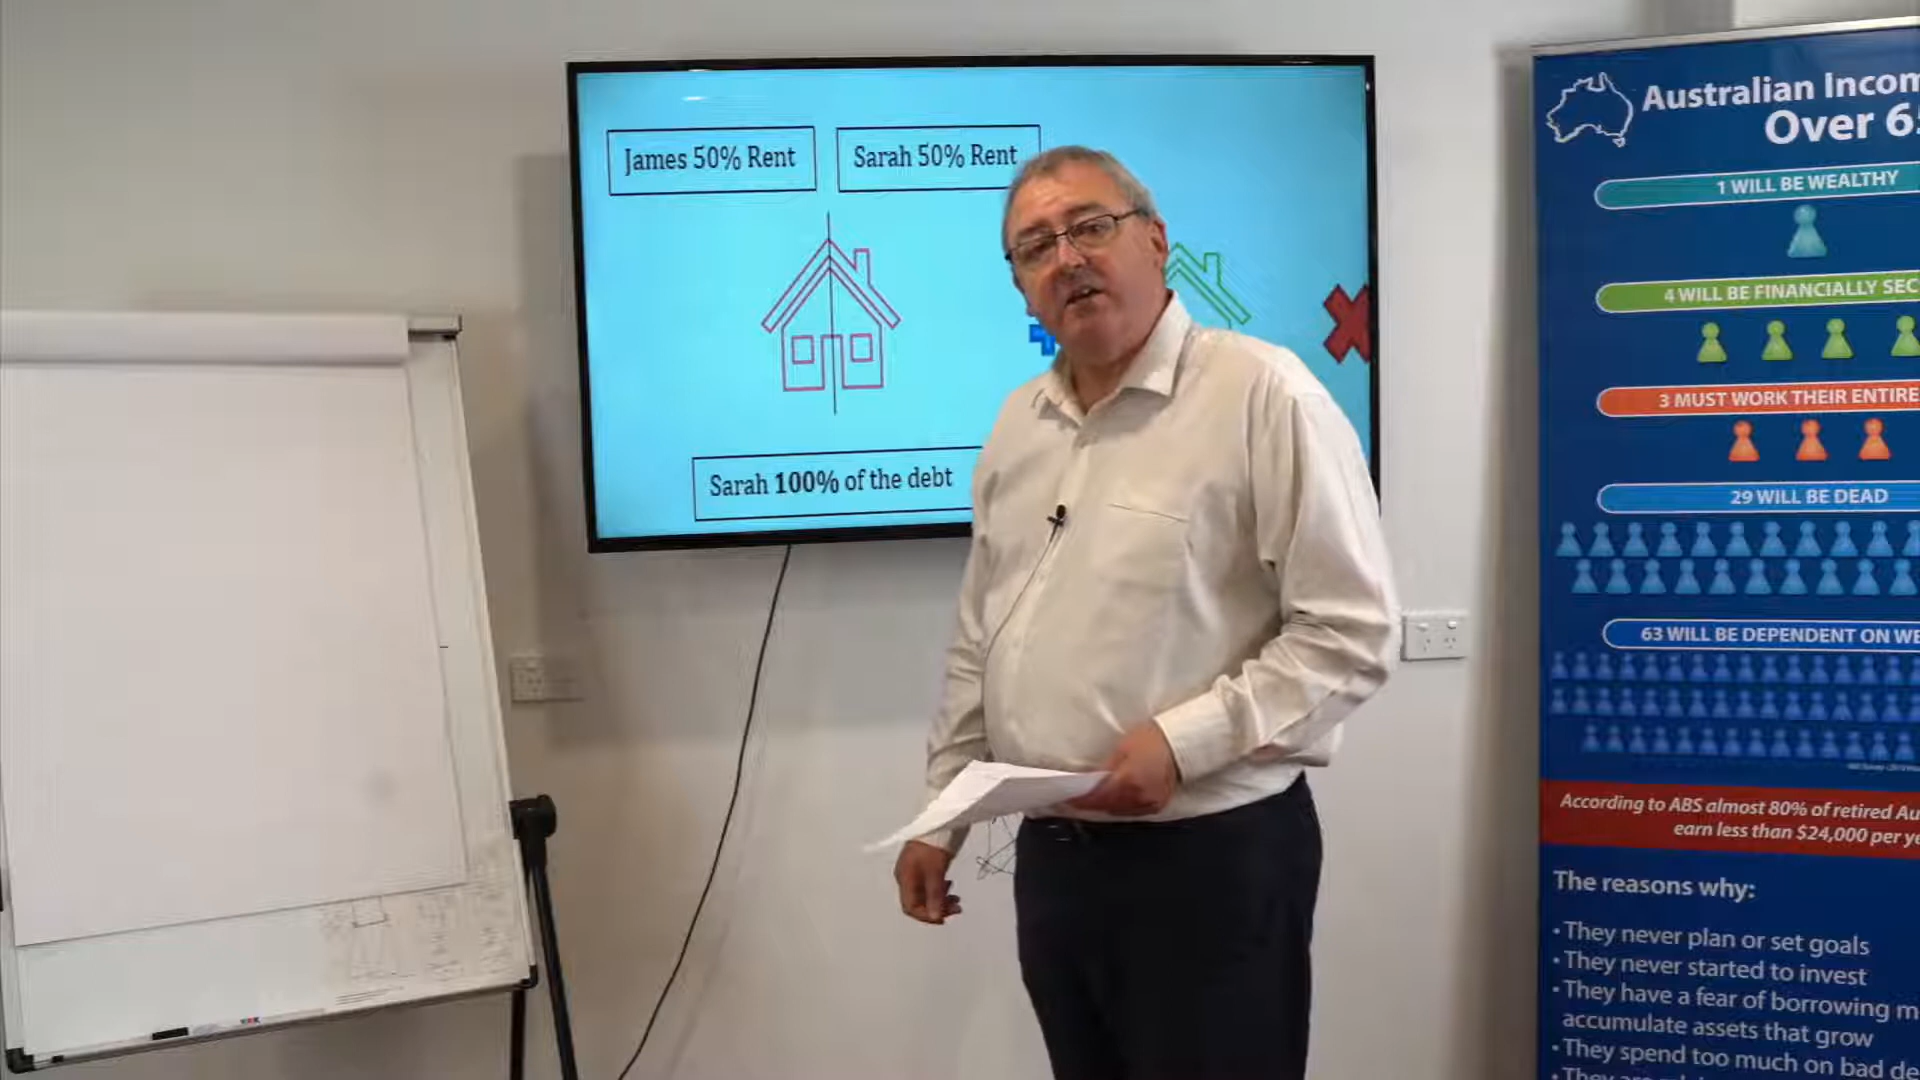 James 50% Rent
Sarah 50% Rent
Sarah 100% of the debt
Australian Incom
Over 65
1 WILL BE WEALTHY
4 WILL BE FINANCIALLY SEC
3 MUST WORK THEIR ENTIRE
29 WILL BE DEAD
63 WILL BE DEPENDENT ON WE
According to ABS almost 80% of retired Au
earn less than $24,000 per ye
The reasons why:
• They never plan or set goals
• They never started to invest
• They have a fear of borrowing m
accumulate assets that grow
• They spend too much on bad de